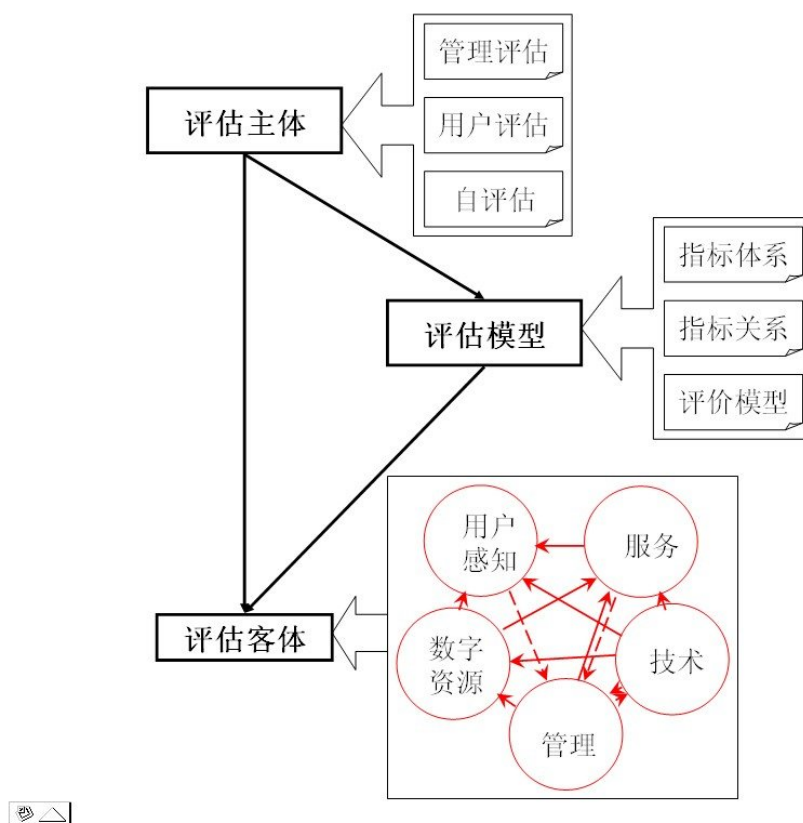 管理评估
评估主体
用户评估
自评估
指标体系
评估模型
指标关系
评价模型
用户
感知
服务
评估客体
数字
资源
技术
管理